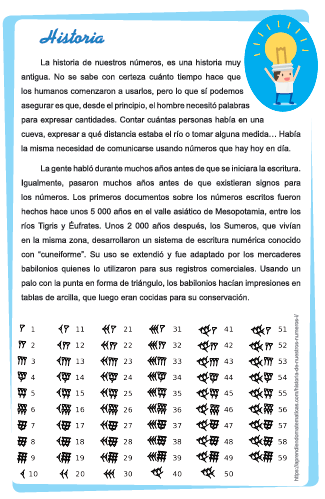 Historia
La historia de nuestros números, es una historia muy
antigua. No se sabe con certeza cuánto tiempo hace que
los humanos comenzaron a usarlos, pero lo que sí podemos
asegurar es que, desde el principio, el hombre necesitó palabras
para expresar cantidades. Contar cuántas personas había en una
cueva, expresar a qué distancia estaba el río o tomar alguna medida... Había
la misma necesidad de comunicarse usando números que hay hoy en día.
La gente habló durante muchos años antes de que se iniciara la escritura.
Igualmente, pasaron muchos años antes de que existieran signos para
los números. Los primeros documentos sobre los números escritos fueron
hechos hace unos 5 000 años en el valle asiático de Mesopotamia, entre los
ríos Tigris y Éufrates. Unos 2 000 años después, los Sumeros, que vivían
en la misma zona, desarrollaron un sistema de escritura numérica conocido
con "cuneiforme". Su uso se extendió y fue adaptado por los mercaderes
babilonios quienes lo utilizaron para sus registros comerciales. Usando un
palo con la punta en forma de triángulo, los babilonios hacían impresiones en
tablas de arcilla, que luego eran cocidas para su conservación.
1 11 21 31 41 51
2 12 22 32 42 52
3 13 23 33 43 53
4 14 24 34 44 54
5 15 25 35 45 55
6 16 26 36 46 56
7 17 27 37 47 57
8 18 28 38 48 58
9 19 29 39 49 59
10 20 30 40 50